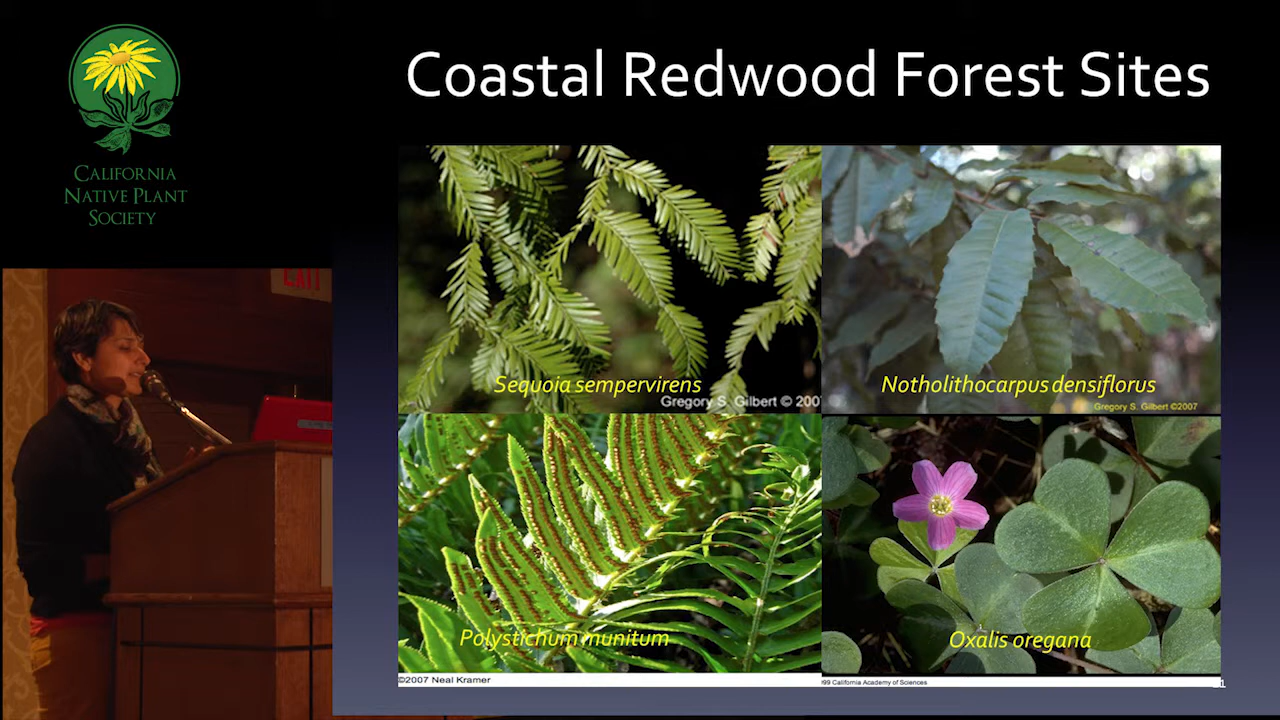 CALIFORNIA
NATIVE PLANT
SOCIETY
Coastal Redwood Forest Sites
EXIT
Sequoia sempervirens
Gregory S. Gilbert © 2007
Notholithocarpus densiflorus
Gregory S. Gilbert ©2007
Polystichum munitum
©2007 Neal Kramer
Oxalis oregana
99 California Academy of Sciences